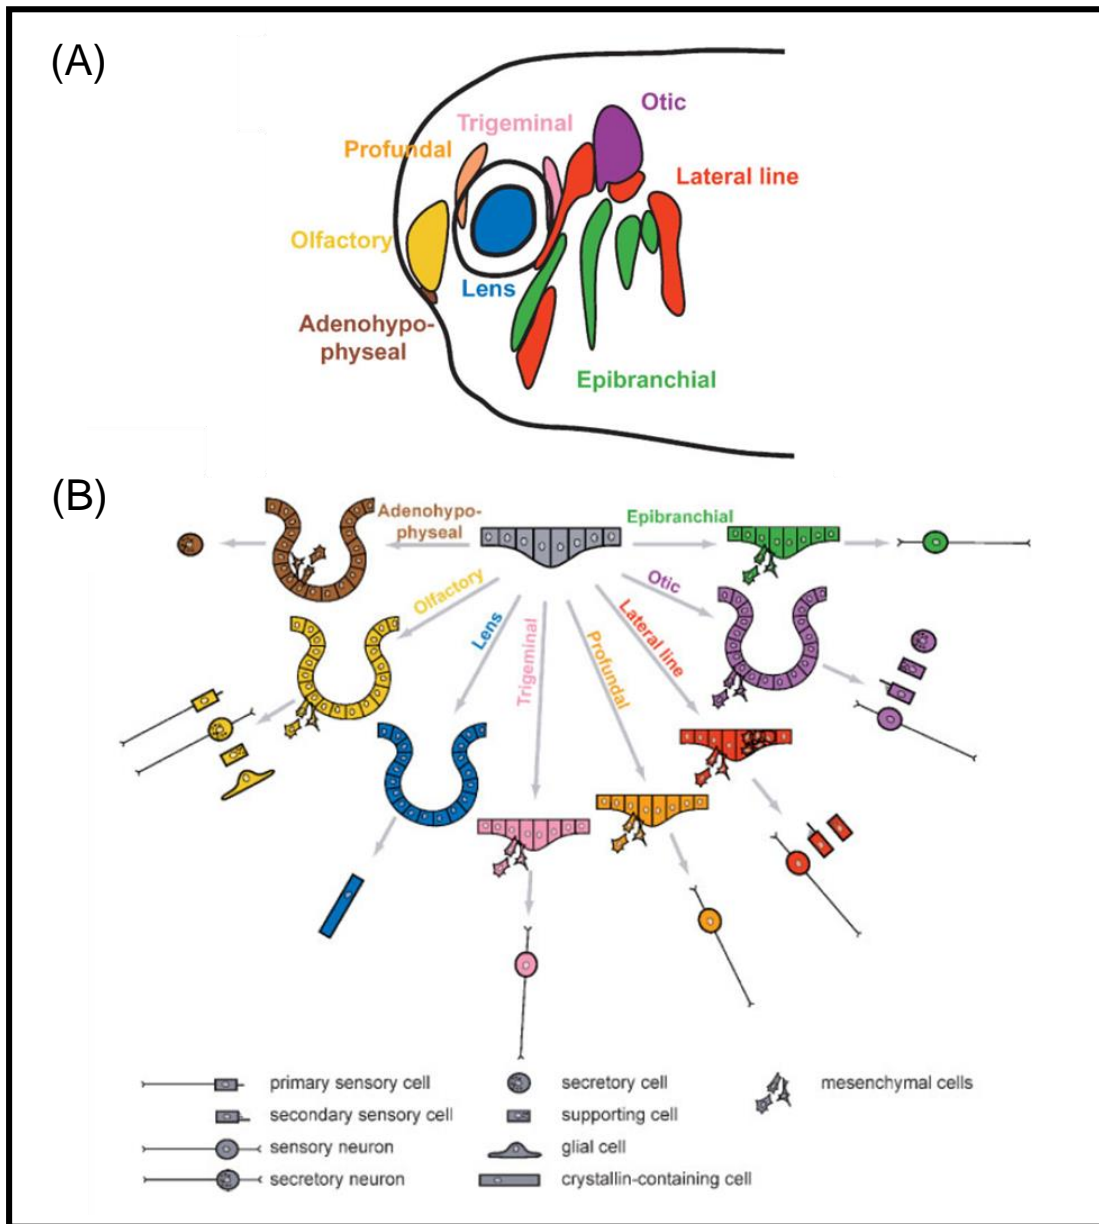 (A)
Otic
Trigeminal
Profundal
Lateral line
Olfactory
Lens
Adenohypo-
physeal
Epibranchial
(B)
Adenohypo-
physeal
Epibranchial
Olfactory
Lens
Trigeminal
Profundal
Lateral line
Otic
primary sensory cell
secondary sensory cell
sensory neuron
secretory neuron
secretory cell
supporting cell
glial cell
crystallin-containing cell
mesenchymal cells